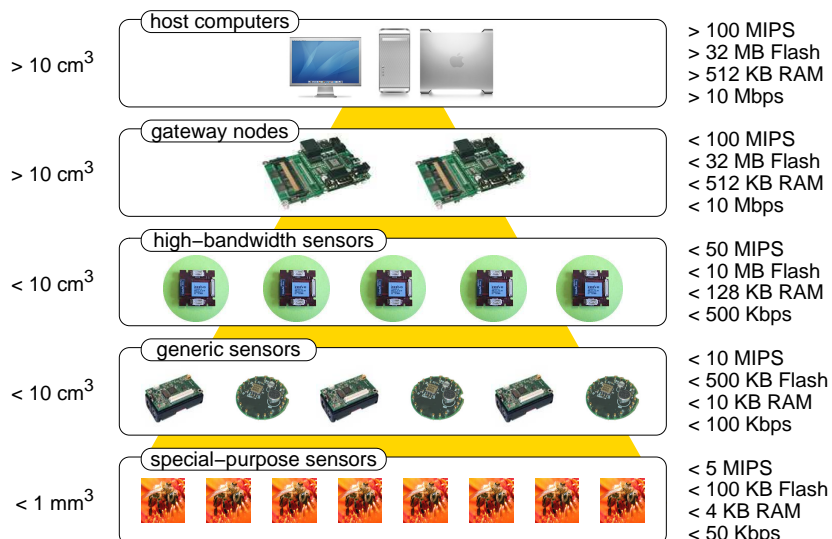 host computers
> 10 cm³
> 100 MIPS
> 32 MB Flash
> 512 KB RAM
> 10 Mbps
gateway nodes
> 10 cm³
< 100 MIPS
< 32 MB Flash
< 512 KB RAM
< 10 Mbps
high–bandwidth sensors
< 10 cm³
< 50 MIPS
< 10 MB Flash
< 128 KB RAM
< 500 Kbps
generic sensors
< 10 cm³
< 10 MIPS
< 500 KB Flash
< 10 KB RAM
< 100 Kbps
special–purpose sensors
< 1 mm³
< 5 MIPS
< 100 KB Flash
< 4 KB RAM
< 50 Kbps